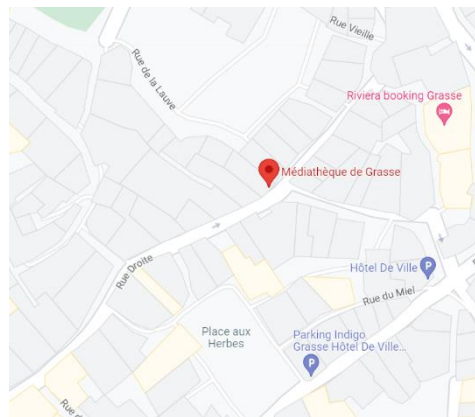 Rue Vieille
Rue de la Lauve
Riviera booking Grasse
Médiathèque de Grasse
Rue Droite
Hôtel De Ville
P
Rue du Miel
Place aux
Herbes
Parking Indigo
Grasse Hôtel De Ville...
P